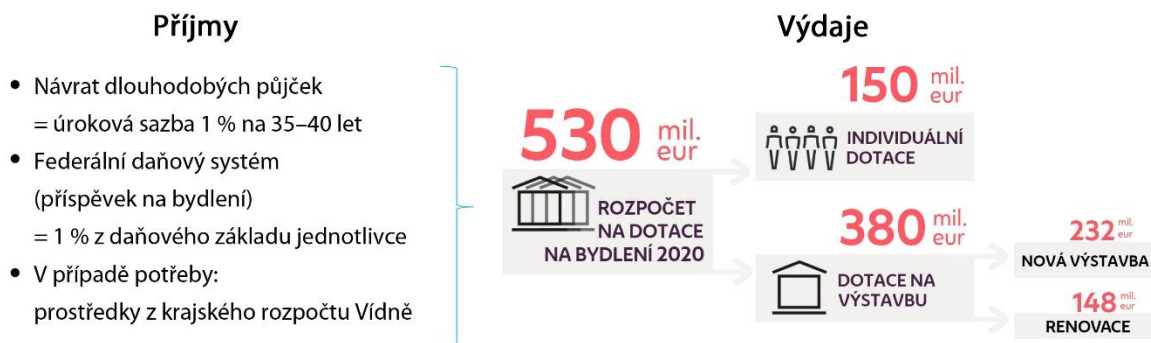 Příjmy
• Návrat dlouhodobých půjček
= úroková sazba 1 % na 35–40 let
• Federální daňový systém
(příspěvek na bydlení)
= 1 % z daňového základu jednotlivce
• V případě potřeby:
prostředky z krajského rozpočtu Vídně
Výdaje
530 mil. eur
ROZPOČET
NA DOTACE
NA BYDLENÍ 2020
150 mil. eur
INDIVIDUÁLNÍ
DOTACE
380 mil. eur
DOTACE NA
VÝSTAVBU
232 mil. eur
NOVÁ VÝSTAVBA
148 mil. eur
RENOVACE